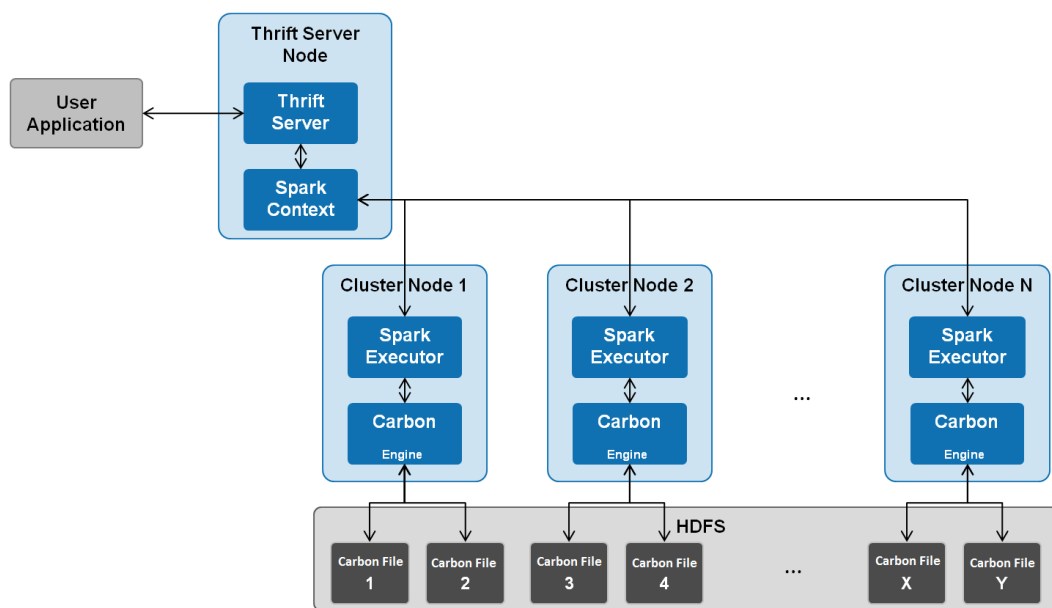 Thrift Server
Node
User
Application
Thrift
Server
Spark
Context
Cluster Node 1
Cluster Node 2
Cluster Node N
Spark
Executor
Spark
Executor
Spark
Executor
...
Carbon
Engine
Carbon
Engine
Carbon
Engine
HDFS
Carbon File
1
Carbon File
2
Carbon File
3
Carbon File
4
...
Carbon File
X
Carbon File
Y